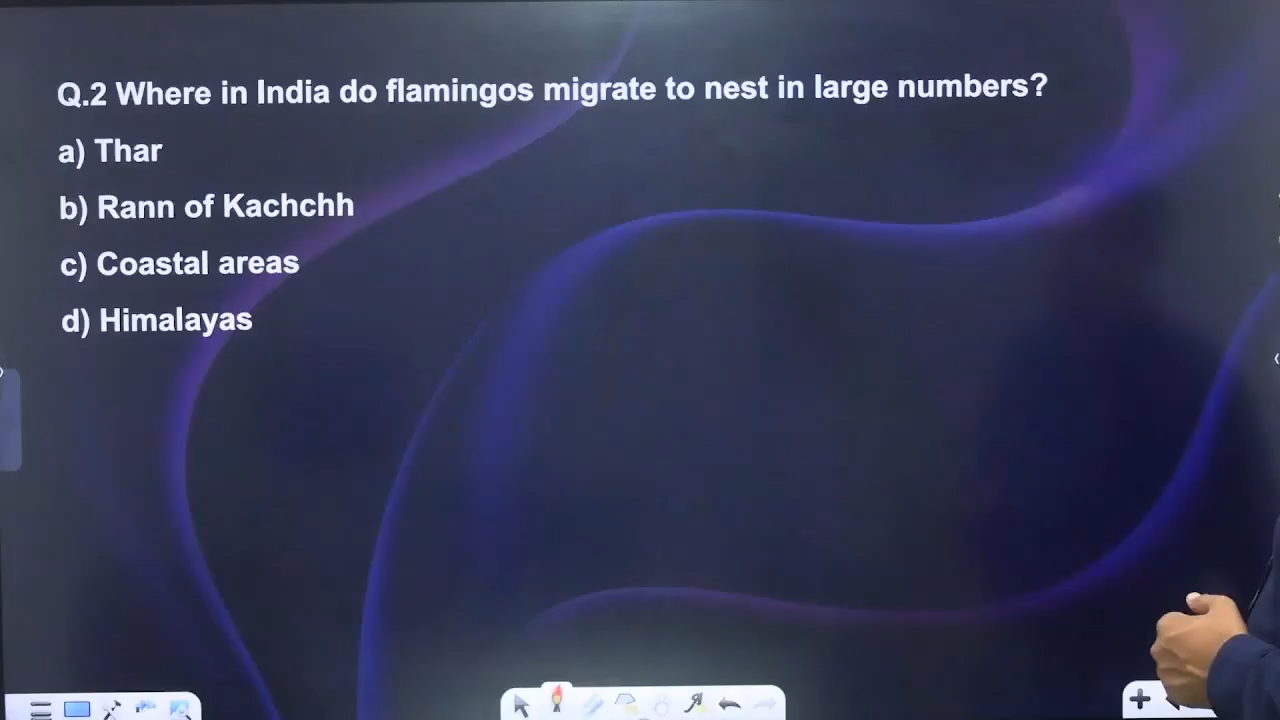 Q.2 Where in India do flamingos migrate to nest in large numbers?
a) Thar
b) Rann of Kachchh
c) Coastal areas
d) Himalayas